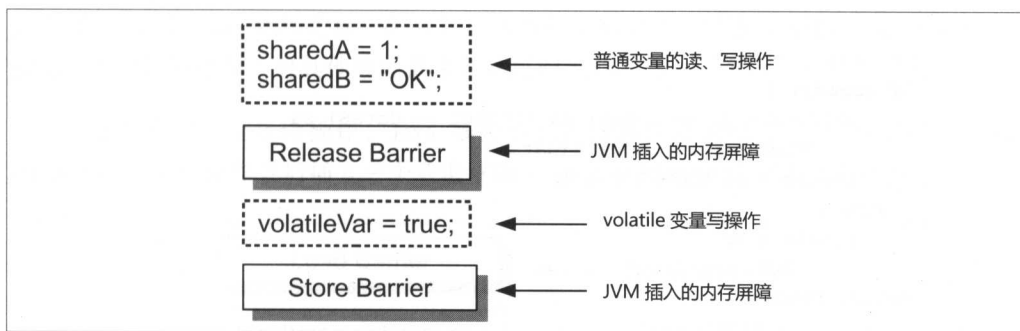 sharedA = 1;
sharedB = "OK";
普通变量的读、写操作
Release Barrier
JVM 插入的内存屏障
volatileVar = true;
volatile 变量写操作
Store Barrier
JVM 插入的内存屏障